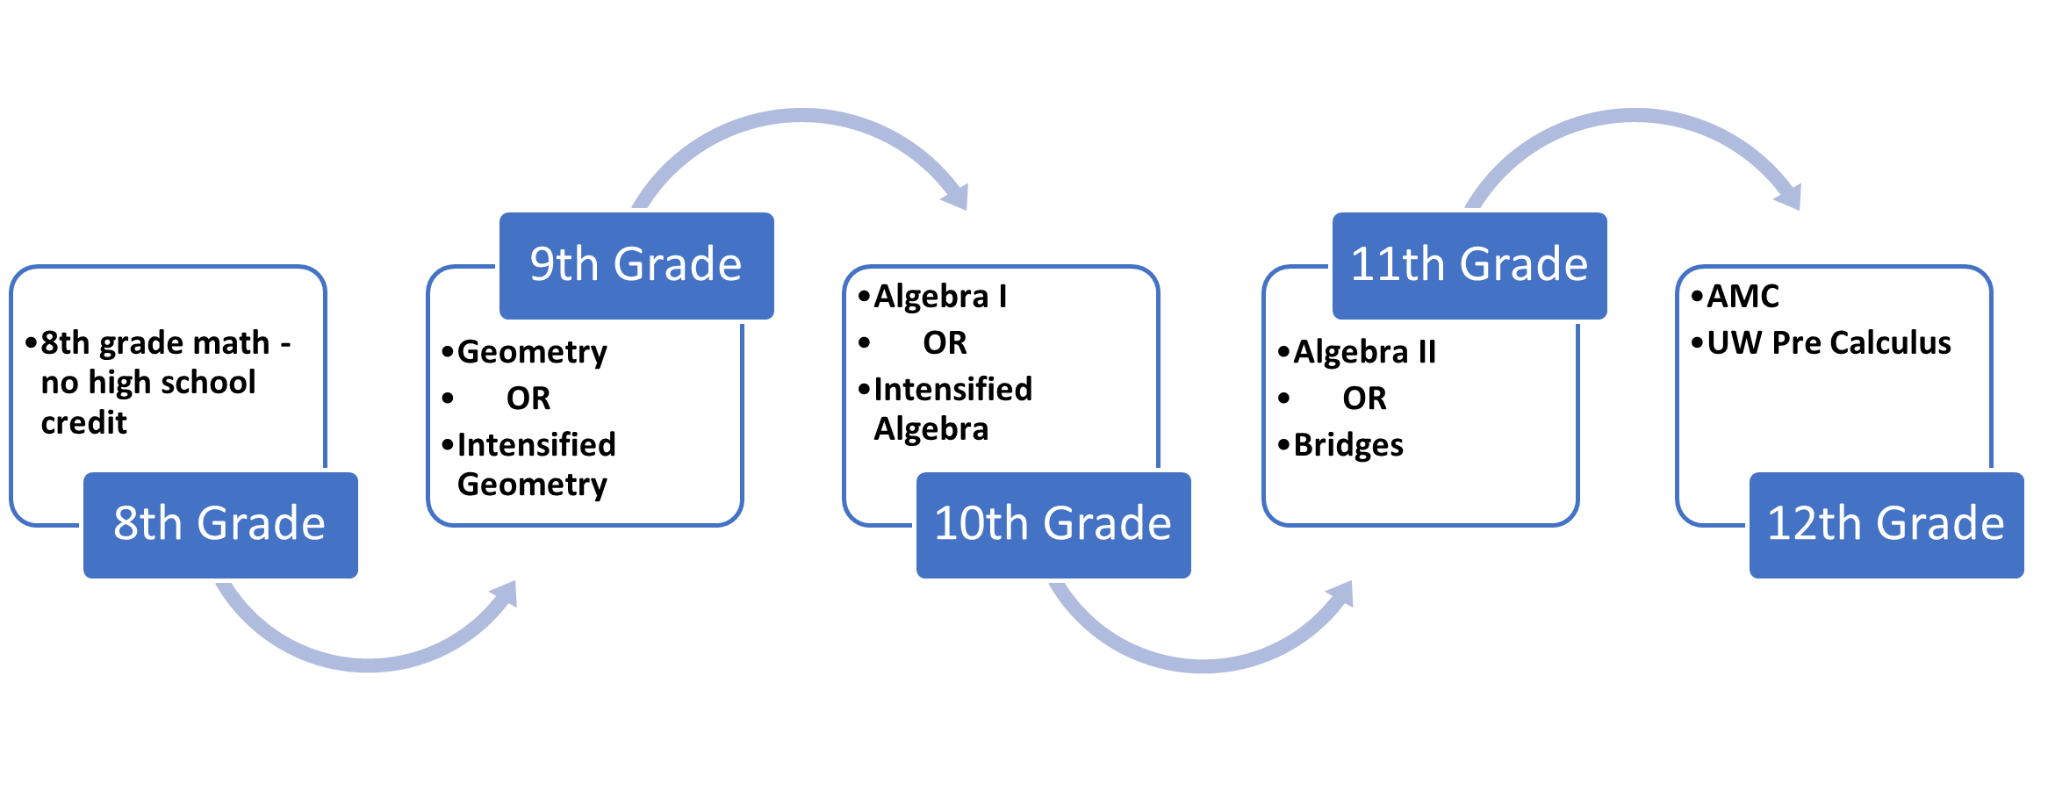 •8th grade math -
no high school
credit
8th Grade
9th Grade
•Geometry
• OR
•Intensified
Geometry
•Algebra I
• OR
•Intensified
Algebra
10th Grade
11th Grade
•Algebra II
• OR
•Bridges
•AMC
•UW Pre Calculus
12th Grade